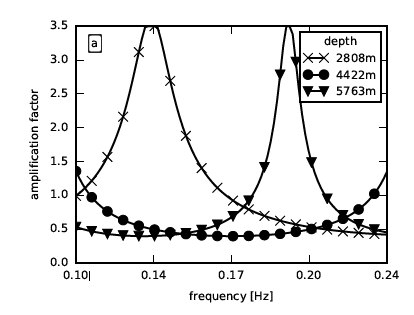 3.5
3.0
2.5
2.0
1.5
1.0
0.5
0.0
amplification factor
a
depth
2808m
4422m
5763m
0.10 0.14 0.17 0.20 0.24
frequency [Hz]